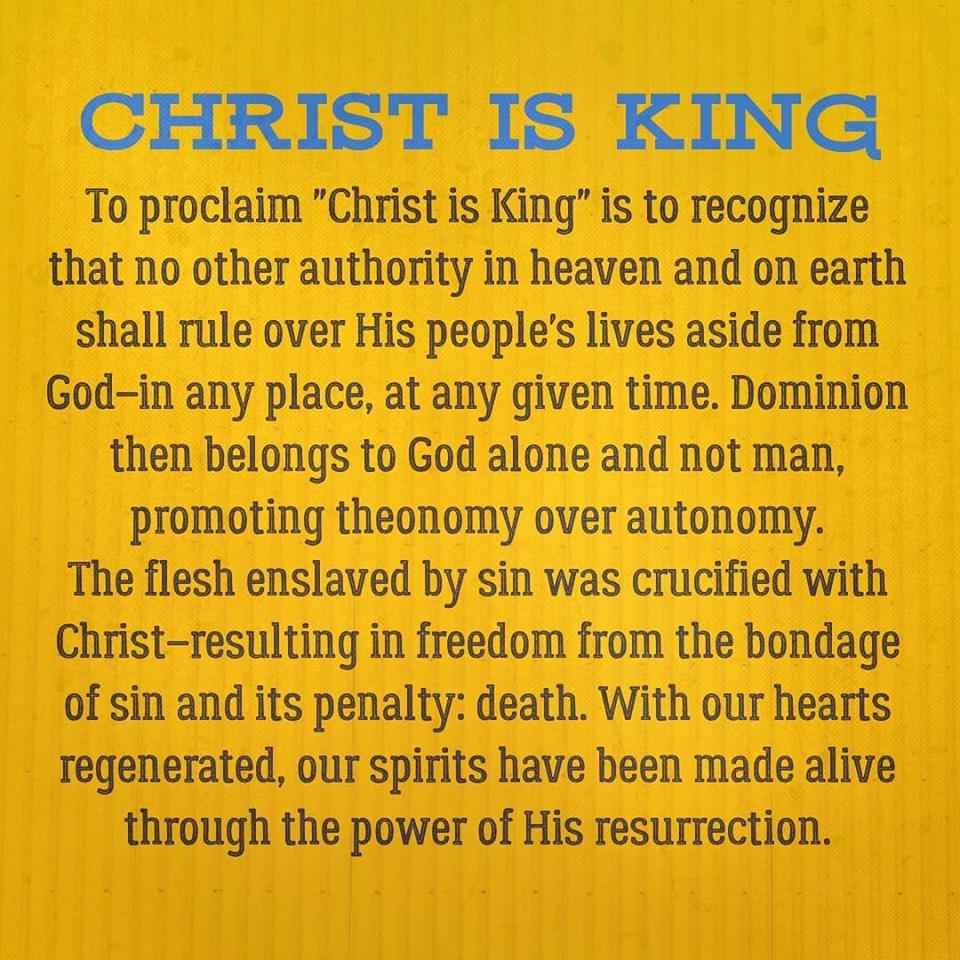 CHRIST IS KING
To proclaim "Christ is King" is to recognize
that no other authority in heaven and on earth
shall rule over His people's lives aside from
God–in any place, at any given time. Dominion
then belongs to God alone and not man,
promoting theonomy over autonomy.
The flesh enslaved by sin was crucified with
Christ–resulting in freedom from the bondage
of sin and its penalty: death. With our hearts
regenerated, our spirits have been made alive
through the power of His resurrection.